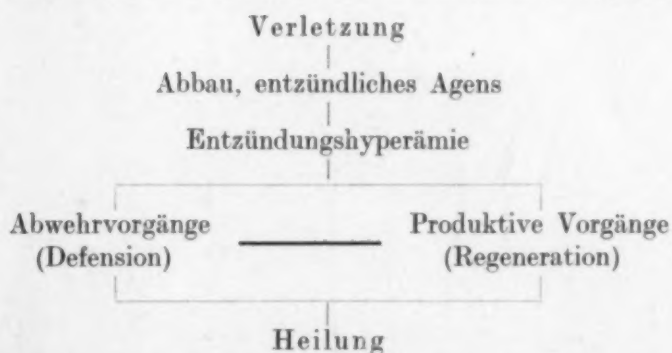 Verletzung
Abbau, entzündliches Agens
Entzündungshyperämie
Abwehrvorgänge
(Defension)
Produktive Vorgänge
(Regeneration)
Heilung